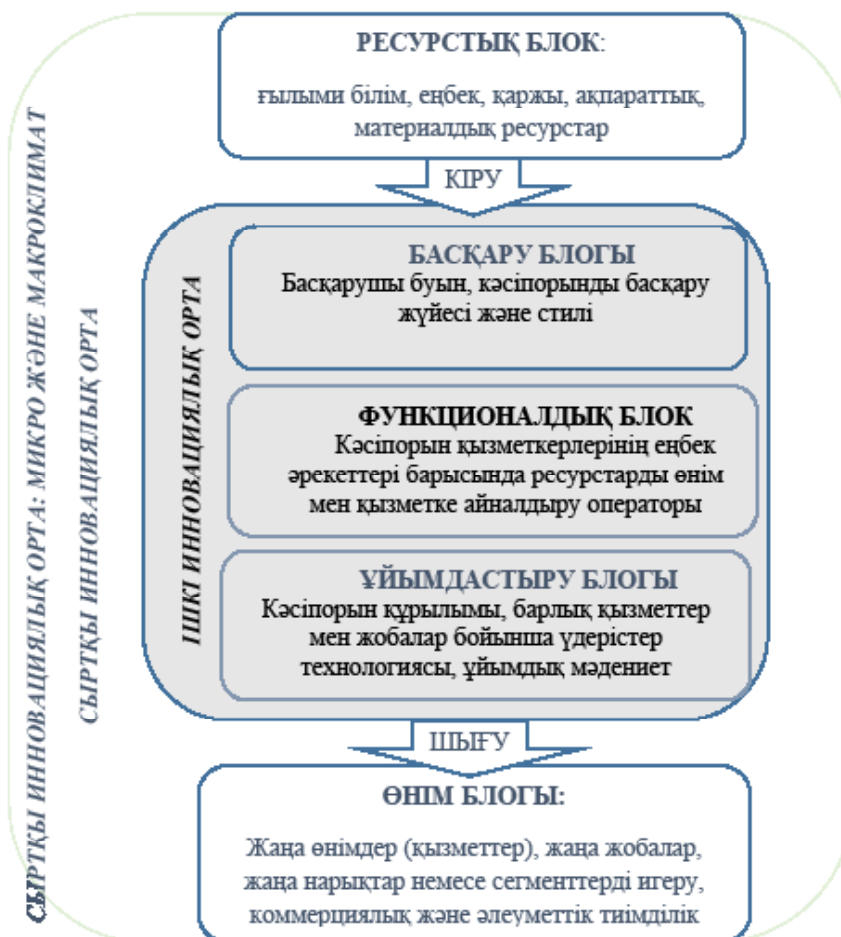 РЕСУРСТЫҚ БЛОК:
ғылыми білім, еңбек, қаржы, ақпараттық,
материалдық ресурстар
КІРУ
СЫРТҚЫ ИННОВАЦИЯЛЫҚ ОРТА: МИКРО ЖӘНЕ МАКРОКЛИМАТ
СЫРТҚЫ ИННОВАЦИЯЛЫҚ ОРТА
ІШКІ ИННОВАЦИЯЛЫҚ ОРТА
БАСҚАРУ БЛОГЫ
Басқарушы буын, кәсіпорынды басқару
жүйесі және стилі
ФУНКЦИОНАЛДЫҚ БЛОК
Кәсіпорын қызметкерлерінің еңбек
әрекеттері барысында ресурстарды өнім
мен қызметке айналдыру операторы
ҰЙЫМДАСТЫРУ БЛОГЫ
Кәсіпорын құрылымы, барлық қызметтер
мен жобалар бойынша үдерістер
технологиясы, ұйымдық мәдениет
ШЫҒУ
ӨНІМ БЛОГЫ:
Жаңа өнімдер (қызметтер), жаңа жобалар,
жаңа нарықтар немесе сегменттерді игеру,
коммерциялық және әлеуметтік тиімділік